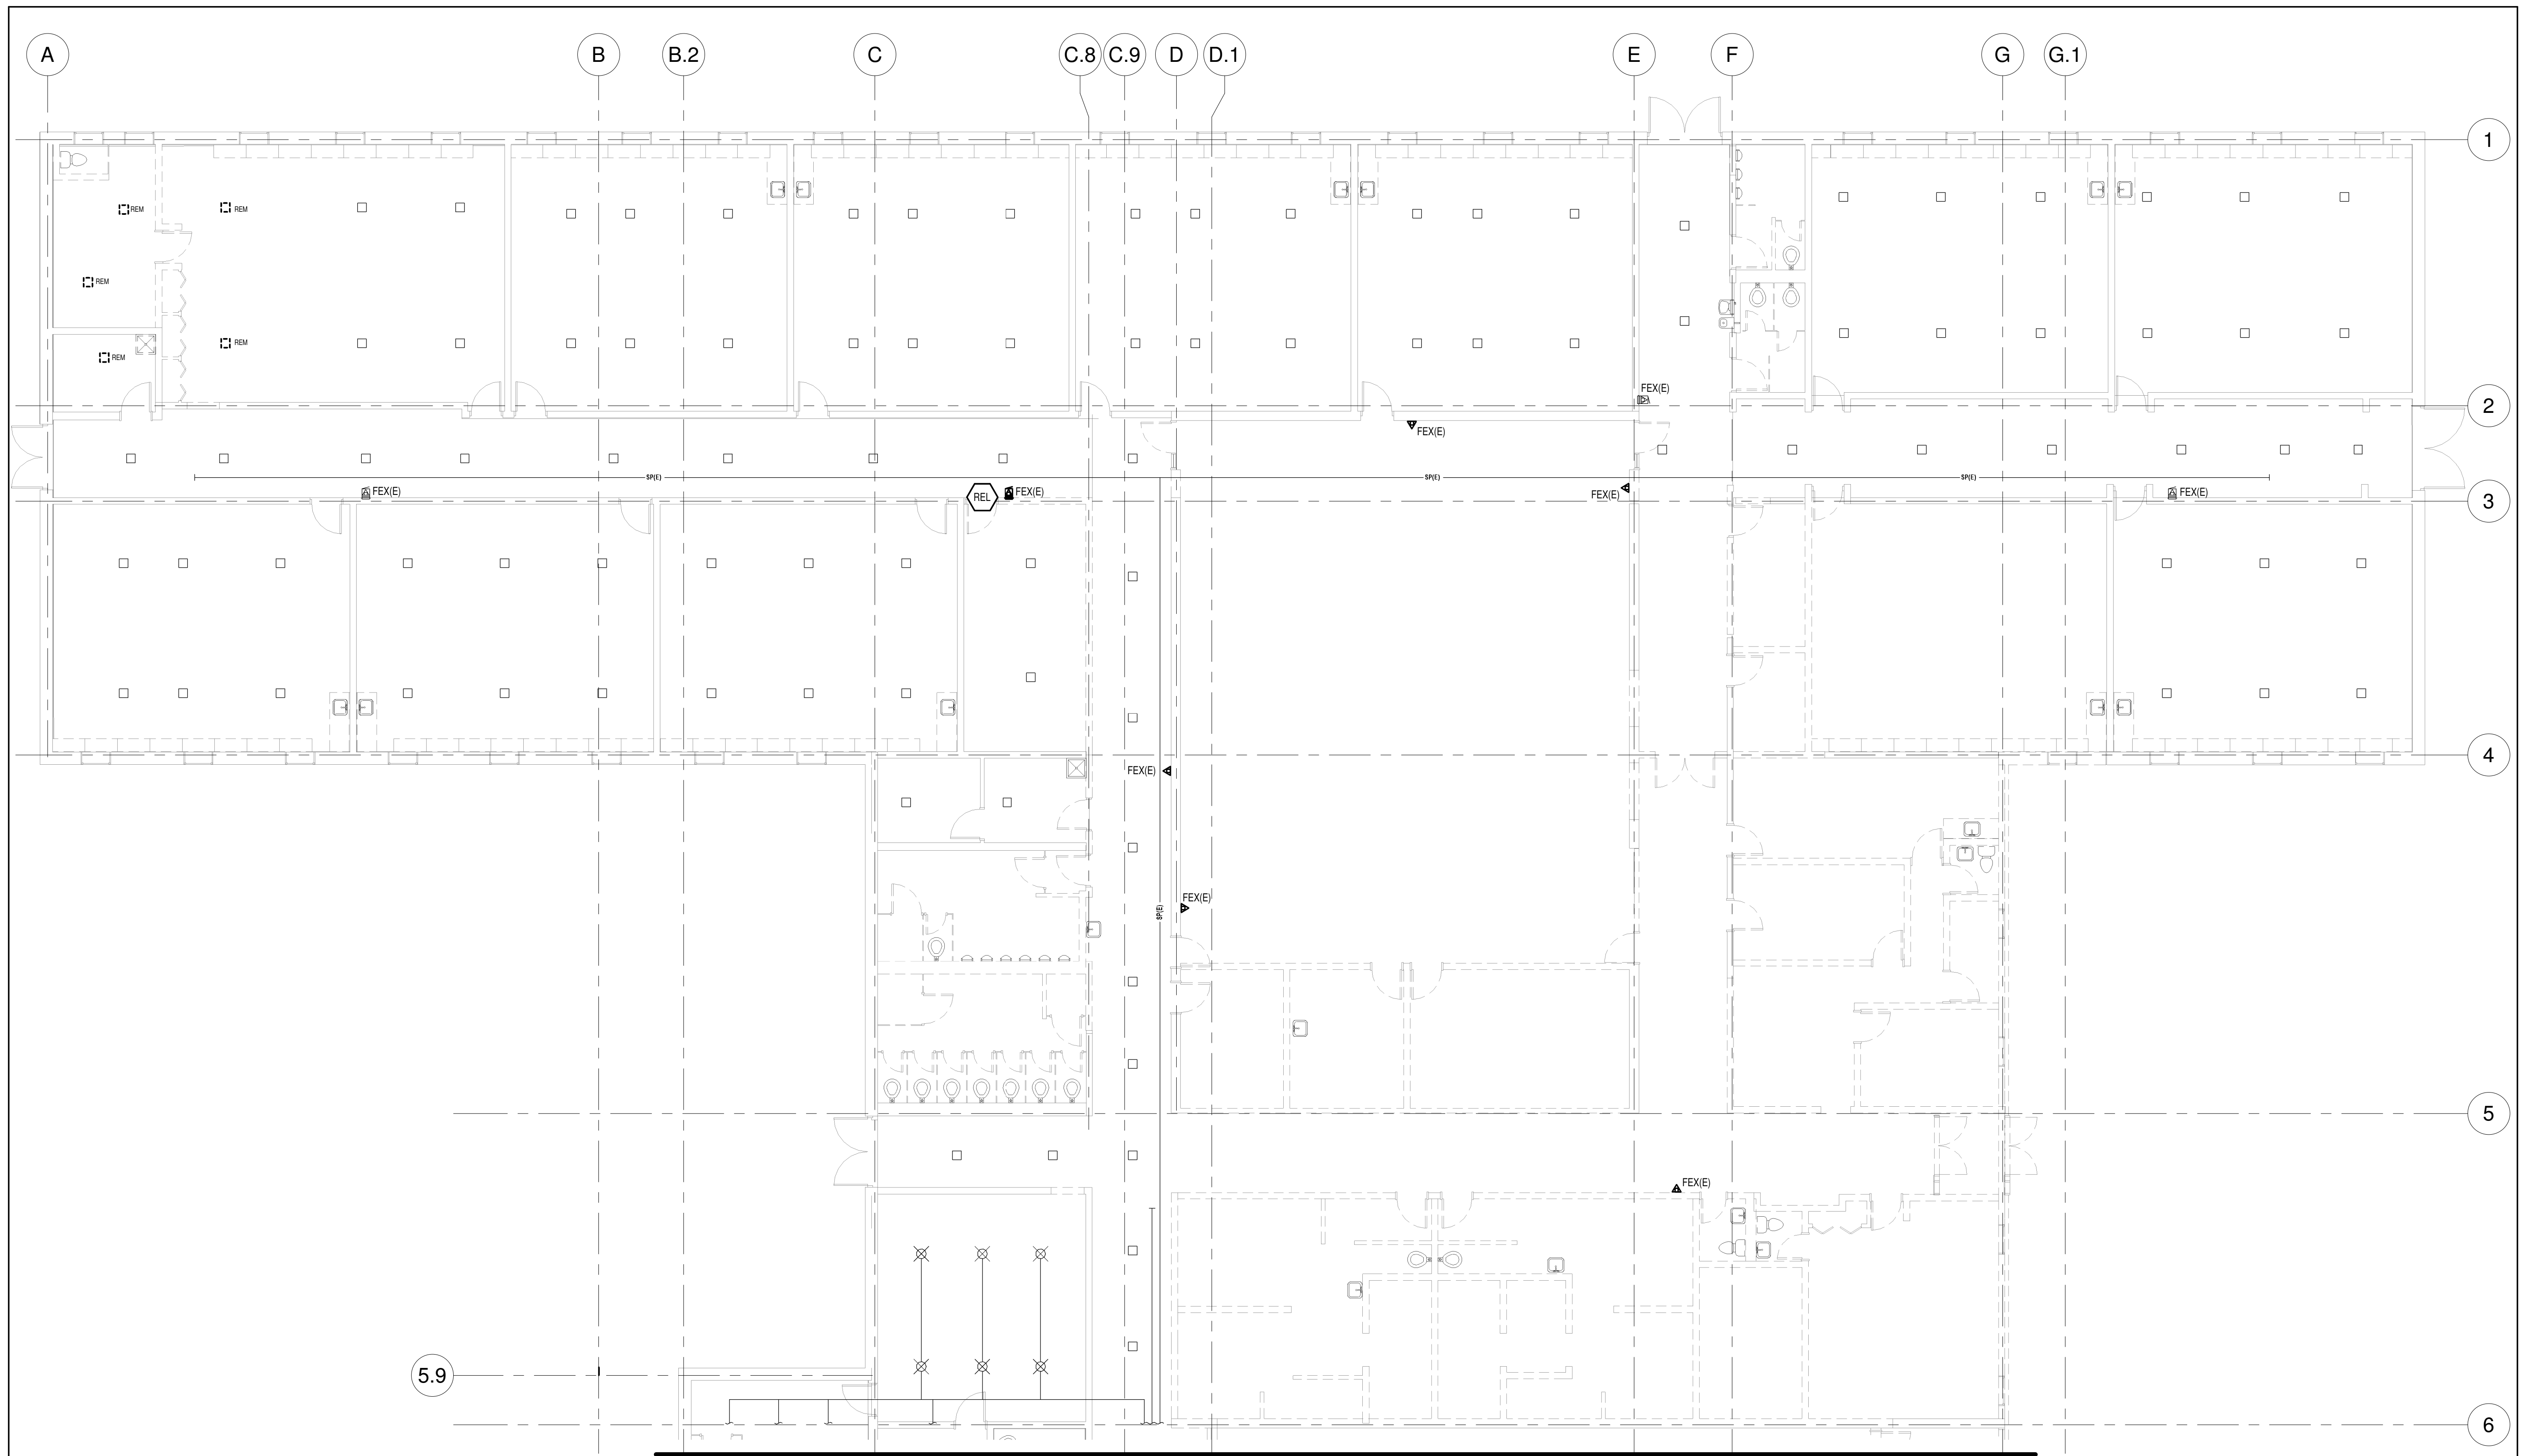 A B B.2 C C.8 C.9 D D.1 E F G G.1
1
REM REM REM
REM
REM REM
FEX(E)
2
FEX(E)
SP(E) SP(E) SP(E)
FEX(E) REL FEX(E) FEX(E) FEX(E)
3
4
FEX(E)
FEX(E)
SP(E)
5
FEX(E)
5.9
6